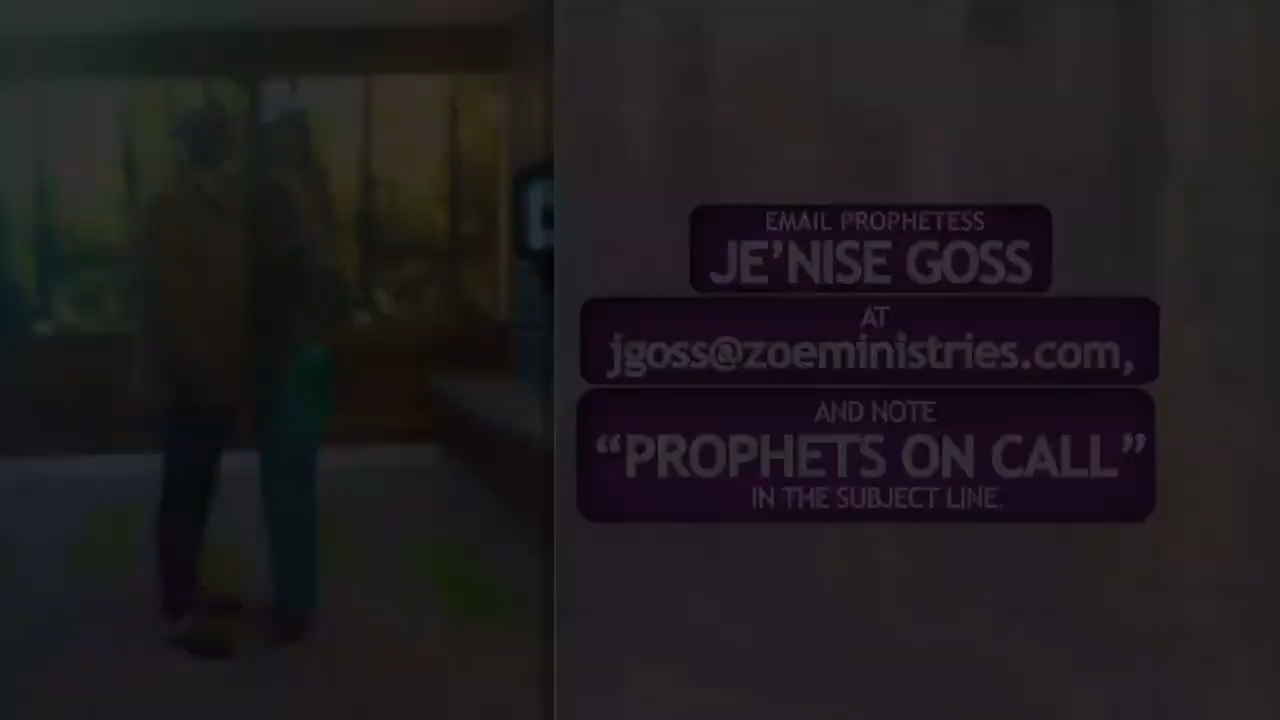 EMAIL PROPHETESS
JE’NISE GOSS
AT
jgoss@zoeministries.com,
AND NOTE
“PROPHETS ON CALL”
IN THE SUBJECT LINE.